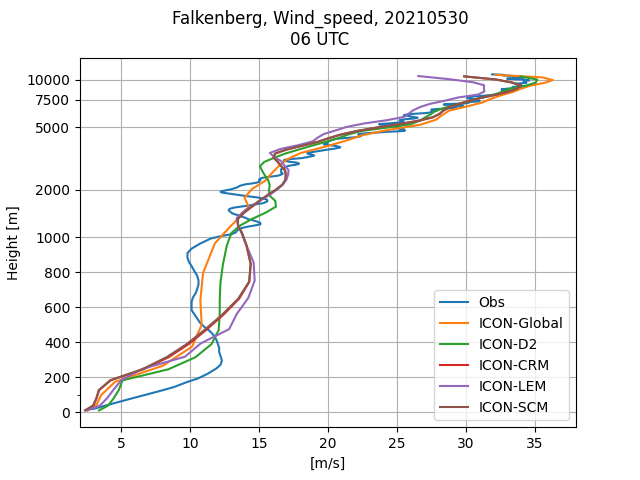 Falkenberg, Wind_speed, 20210530
06 UTC
10000
7500
5000
2000
1000
800
600
400
200
0
Height [m]
5
10
15
20
25
30
35
[m/s]
Obs
ICON-Global
ICON-D2
ICON-CRM
ICON-LEM
ICON-SCM